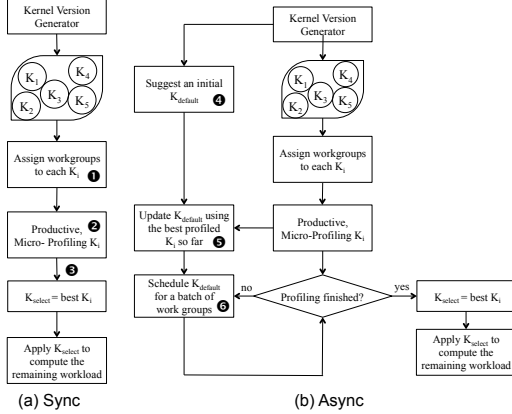 Kernel Version
Generator
K1
K4
K3
K2
K5
Assign workgroups
to each Ki ❶
❷
Productive,
Micro- Profiling Ki
❸
Kselect = best Ki
Apply Kselect to
compute the
remaining workload
(a) Sync
Kernel Version
Generator
Suggest an initial
Kdefault ❹
K1
K4
K3
K2
K5
Assign workgroups
to each Ki
Update Kdefault using
the best profiled
Ki so far ❺
Productive,
Micro-Profiling Ki
Schedule Kdefault
for a batch of
work groups ❻
no
Profiling finished?
yes
Kselect = best Ki
Apply Kselect to
compute the
remaining workload
(b) Async